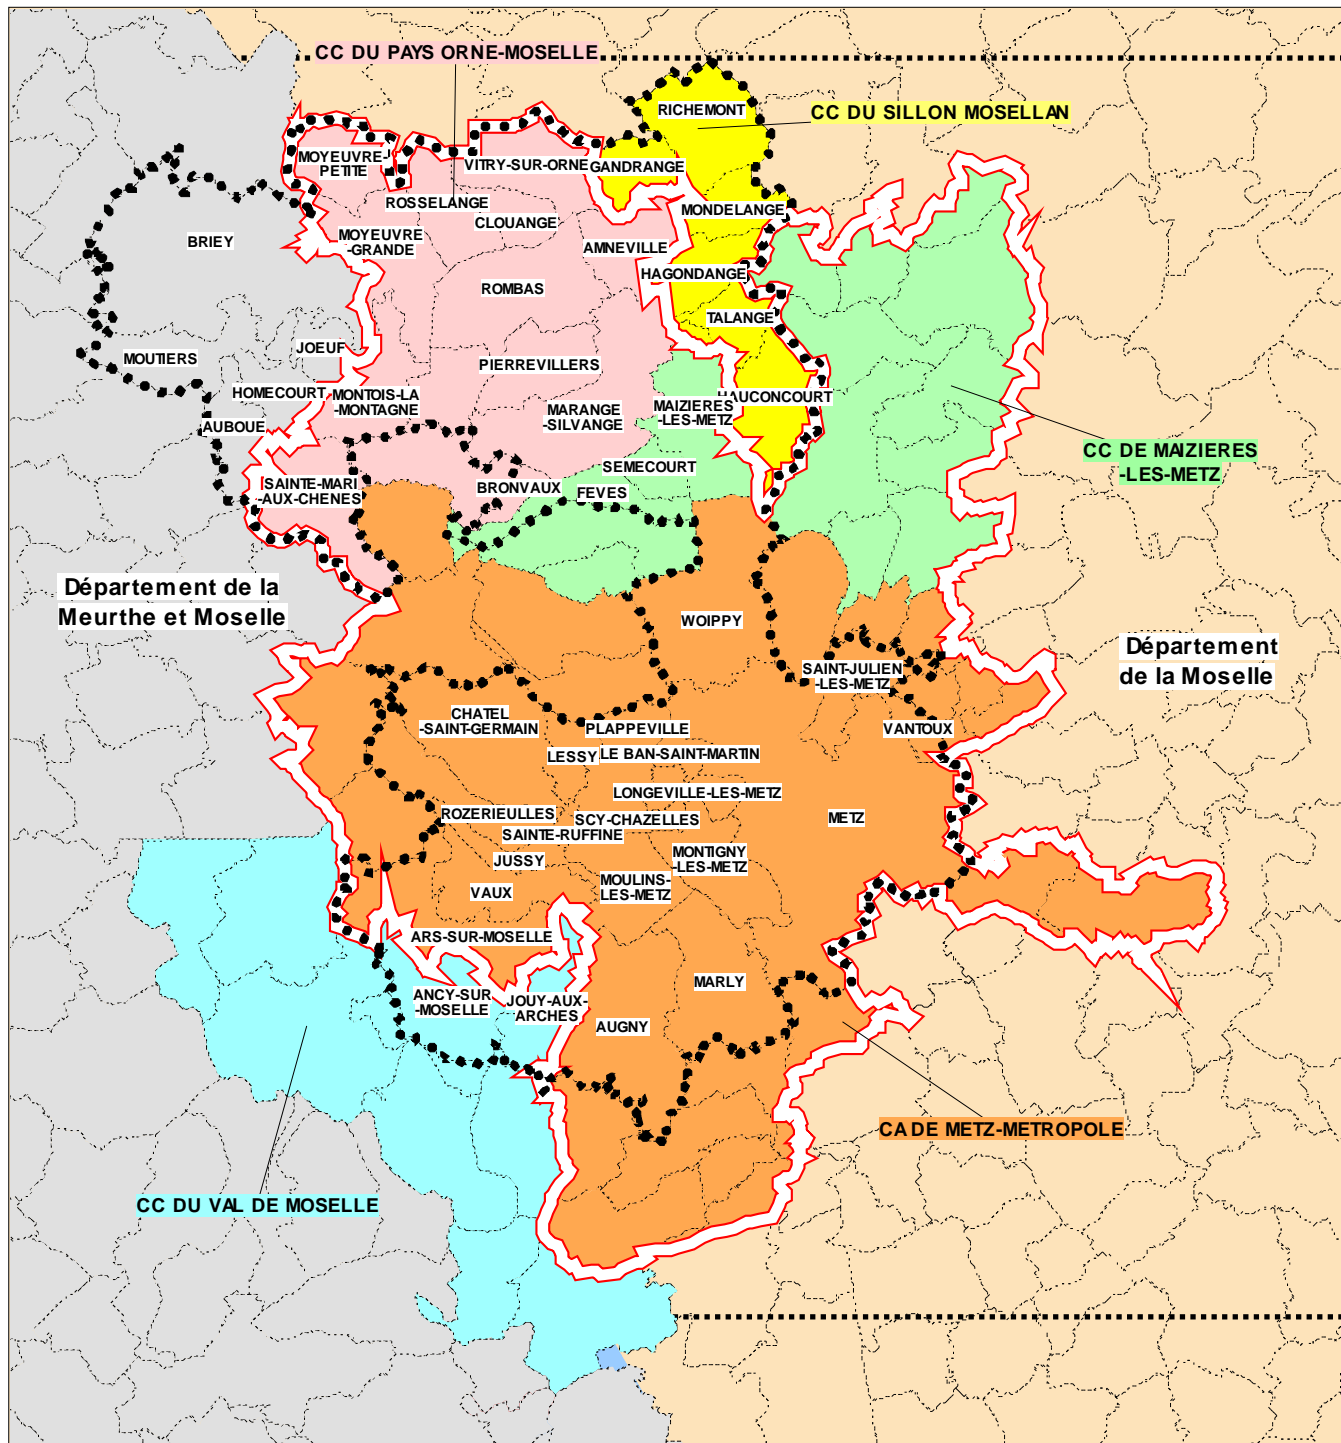 CC DU PAYS ORNE-MOSELLE
RICHEMONT
CC DU SILLON MOSELLAN
MOYEUVRE-
PETITE
VITRY-SUR-ORNE
GANDRANGE
ROSSELANGE
CLOUANGE
MONDELANGE
BRIEY
MOYEUVRE
-GRANDE
AMNEVILLE
HAGONDANGE
ROMBAS
TALANGE
JOEUF
MOUTIERS
PIERREVILLERS
HOMECOURT
MONTOIS-LA
-MONTAGNE
HAUCONCOURT
MAIZIERES
-LES-METZ
MARANGE
-SILVANGE
AUBOUE
CC DE MAIZIERES
-LES-METZ
SEMECOURT
SAINTE-MARI
-AUX-CHENES
BRONVAUX
FEVES
Département de la
Meurthe et Moselle
WOIPPY
Département
de la Moselle
SAINT-JULIEN
-LES-METZ
CHATEL
-SAINT-GERMAIN
PLAPPEVILLE
VANTOUX
LESSY
LE BAN-SAINT-MARTIN
LONGEVILLE-LES-METZ
ROZERIEULLES
SCY-CHAZELLES
METZ
SAINTE-RUFFINE
JUSSY
MONTIGNY
-LES-METZ
VAUX
MOULINS-
LES-METZ
ARS-SUR-MOSELLE
MARLY
ANCY-SUR
-MOSELLE
JOUY-AUX-
ARCHES
AUGNY
CA DE METZ-METROPOLE
CC DU VAL DE MOSELLE